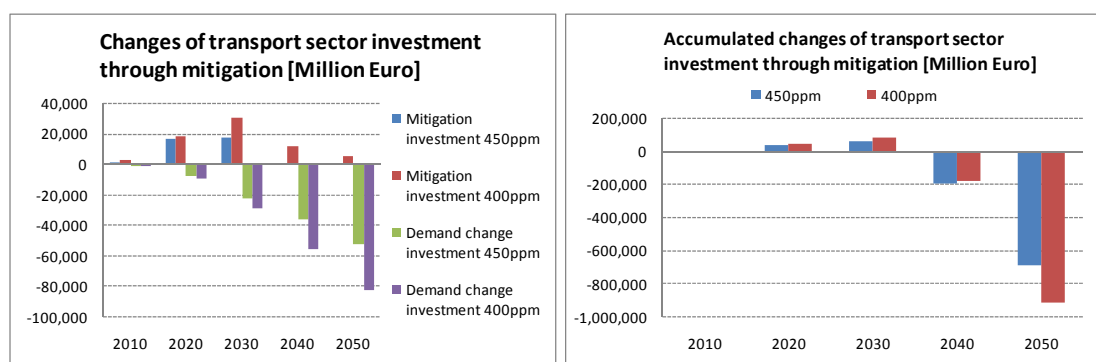 Changes of transport sector investment
through mitigation [Million Euro]
40,000
20,000
0
-20,000
-40,000
-60,000
-80,000
-100,000
2010 2020 2030 2040 2050
Mitigation
investment 450ppm
Mitigation
investment 400ppm
Demand change
investment 450ppm
Demand change
investment 400ppm
Accumulated changes of transport sector
investment through mitigation [Million Euro]
450ppm 400ppm
200,000
0
-200,000
-400,000
-600,000
-800,000
-1,000,000
2010 2020 2030 2040 2050